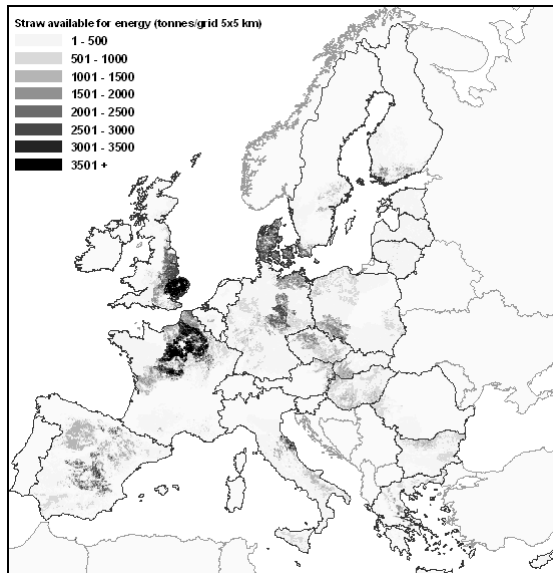 Straw available for energy (tonnes/grid 5x5 km)
1 - 500
501 - 1000
1001 - 1500
1501 - 2000
2001 - 2500
2501 - 3000
3001 - 3500
3501 +